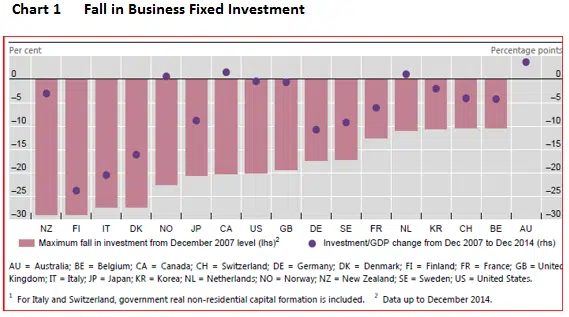 Chart 1 Fall in Business Fixed Investment
Per cent Percentage points
0 0
–5 –5
–10 –10
–15 –15
–20 –20
–25 –25
–30 –30
NZ FI IT DK NO JP CA US GB DE SE FR NL KR CH BE AU
Maximum fall in investment from December 2007 level (lhs)2 Investment/GDP change from Dec 2007 to Dec 2014 (rhs)
AU = Australia; BE = Belgium; CA = Canada; CH = Switzerland; DE = Germany; DK = Denmark; FI = Finland; FR = France; GB = United
Kingdom; IT = Italy; JP = Japan; KR = Korea; NL = Netherlands; NO = Norway; NZ = New Zealand; SE = Sweden; US = United States.
1 For Italy and Switzerland, government real non-residential capital formation is included. 2 Data up to December 2014.